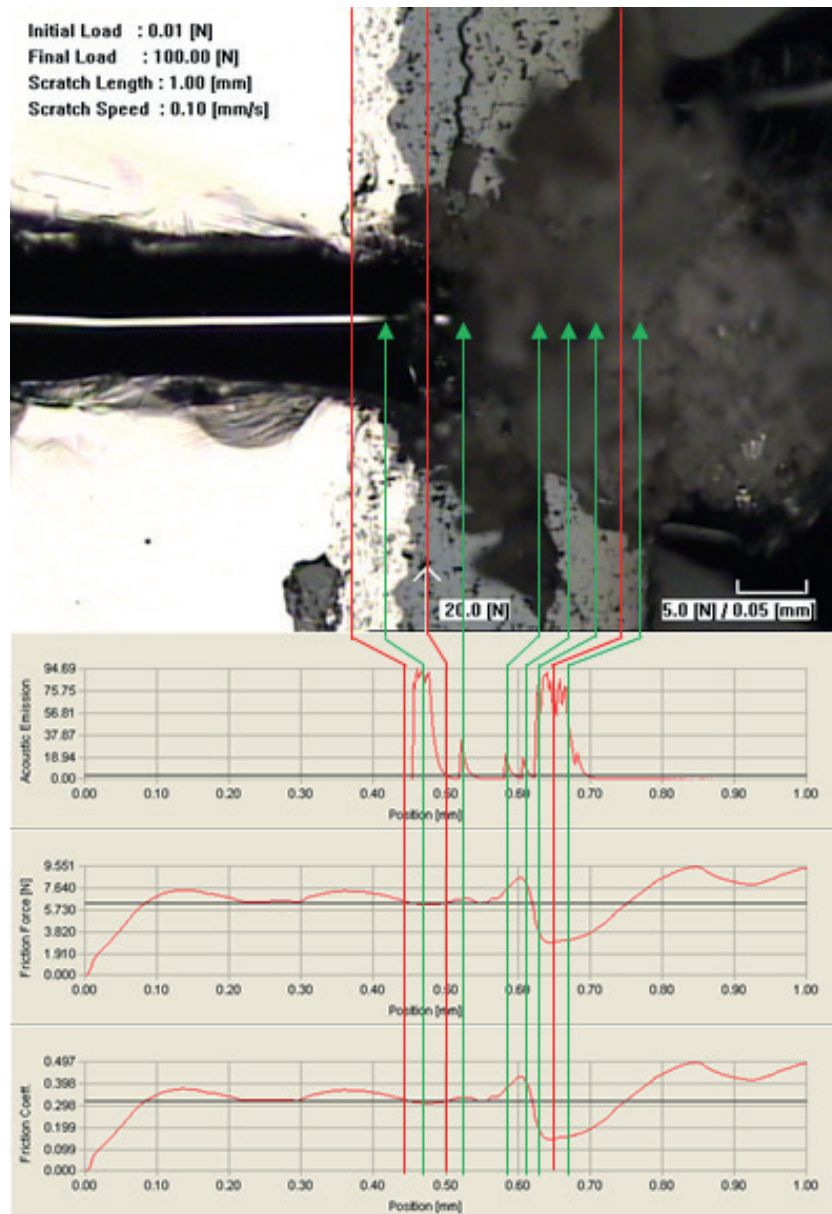 Initial Load : 0.01 [N]
Final Load : 100.00 [N]
Scratch Length : 1.00 [mm]
Scratch Speed : 0.10 [mm/s]
20.0 [N]
5.0 [N] / 0.05 [mm]
Acoustic Emission
94.69
75.75
56.81
37.87
18.94
0.00
0.00 0.10 0.20 0.30 0.40 0.50 0.60 0.70 0.80 0.90 1.00
Position [mm]
Friction Force [N]
9.551
7.640
5.730
3.820
1.910
0.000
0.00 0.10 0.20 0.30 0.40 0.50 0.60 0.70 0.80 0.90 1.00
Position [mm]
Friction Coeff.
0.497
0.398
0.298
0.199
0.099
0.000
0.00 0.10 0.20 0.30 0.40 0.50 0.60 0.70 0.80 0.90 1.00
Position [mm]